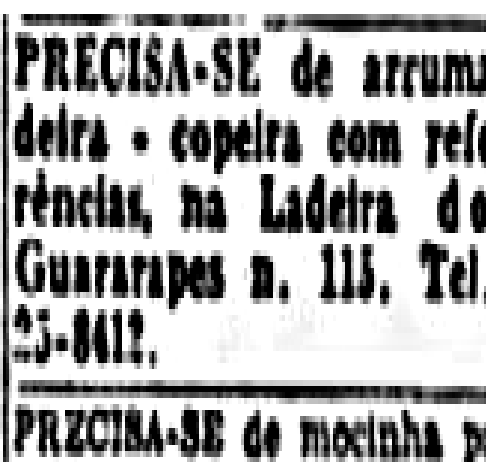 PRECISA-SE de arruma
deira - copeira com refe
rências, na Ladeira do
Guararapes n. 115. Tel.
25-8412.
PRECISA-SE de mocinha p